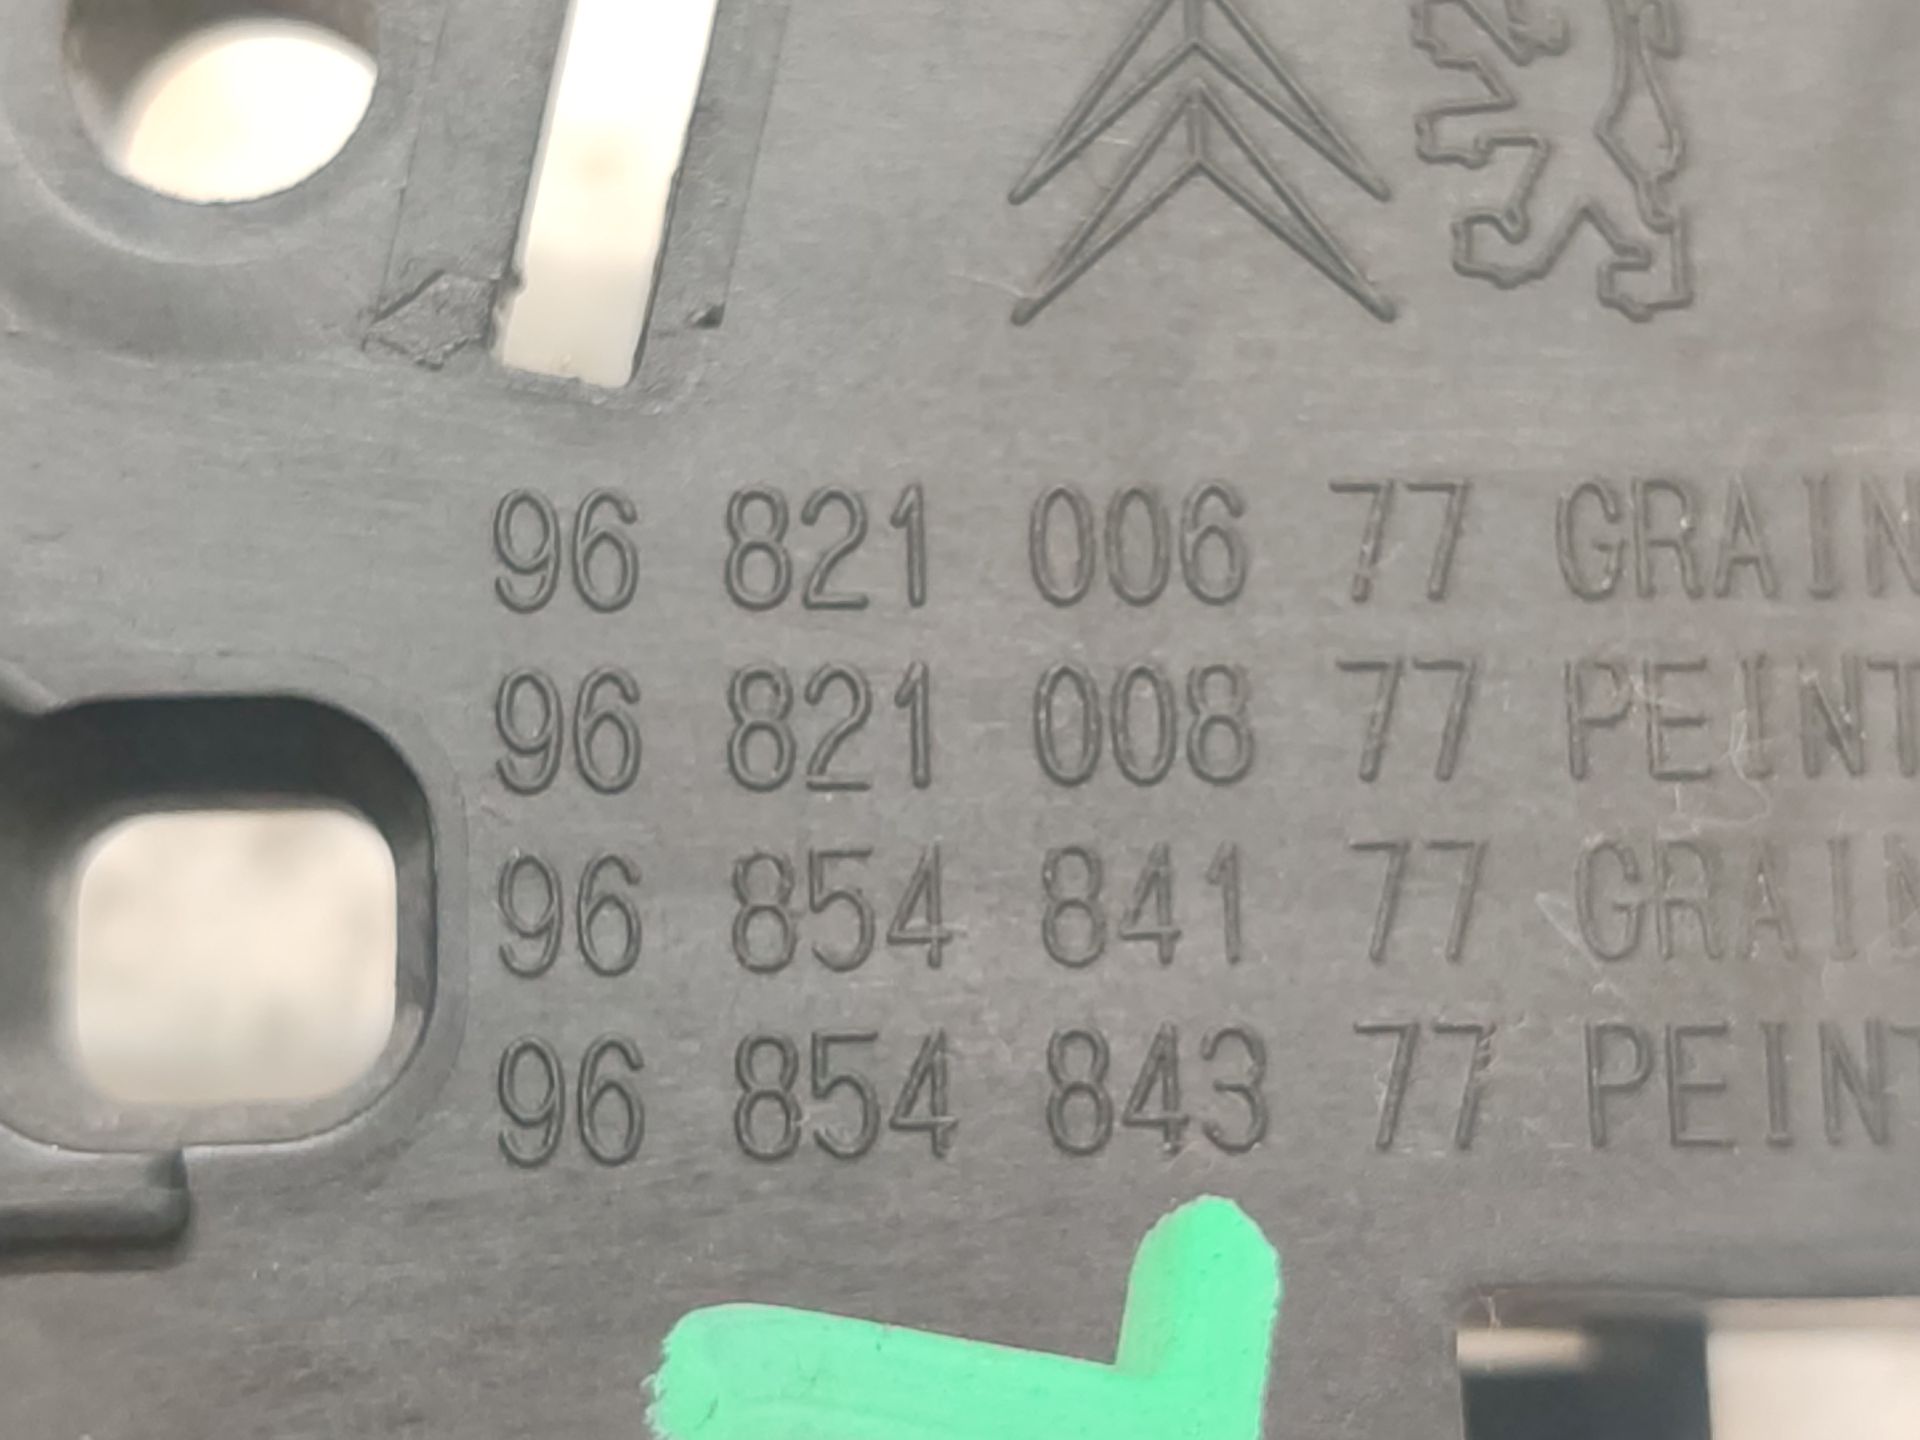 96 821 006 77 GRAIN
96 821 008 77 PEINT
96 854 841 77 GRAIN
96 854 843 77 PEINT